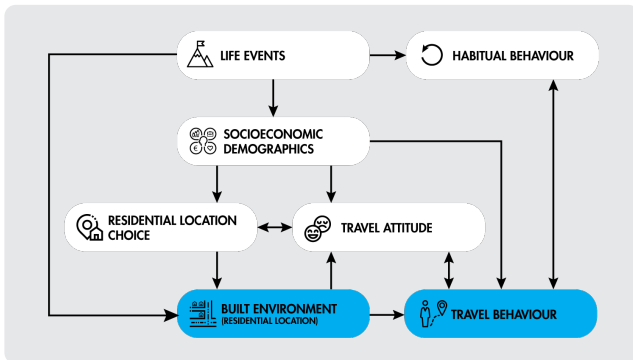 LIFE EVENTS
HABITUAL BEHAVIOUR
SOCIOECONOMIC
DEMOGRAPHICS
RESIDENTIAL LOCATION
CHOICE
TRAVEL ATTITUDE
BUILT ENVIRONMENT
(RESIDENTIAL LOCATION)
TRAVEL BEHAVIOUR